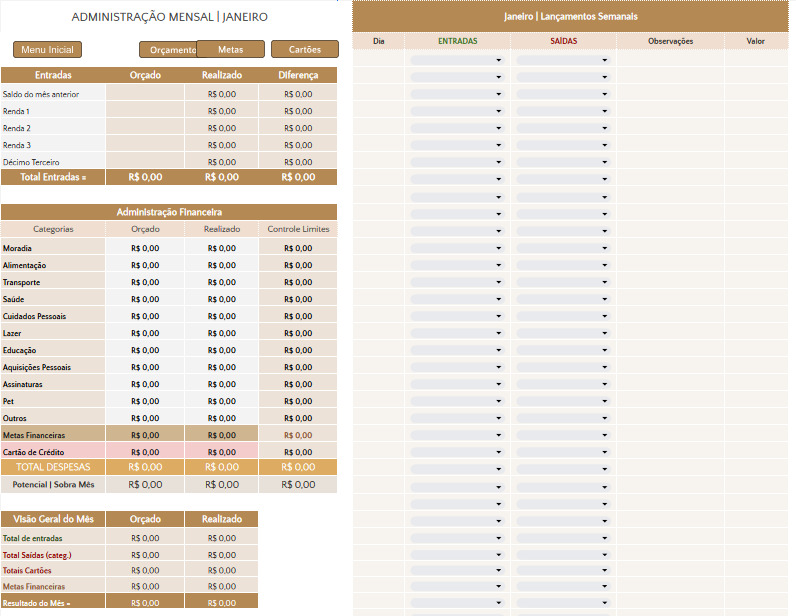 ADMINISTRAÇÃO MENSAL | JANEIRO
Menu Inicial Orçamento Metas Cartões
Entradas Orçado Realizado Diferença
Saldo do mês anterior R$ 0,00 R$ 0,00
Renda 1 R$ 0,00 R$ 0,00
Renda 2 R$ 0,00 R$ 0,00
Renda 3 R$ 0,00 R$ 0,00
Décimo Terceiro R$ 0,00 R$ 0,00
Total Entradas = R$ 0,00 R$ 0,00 R$ 0,00
Administração Financeira
Categorias Orçado Realizado Controle Limites
Moradia R$ 0,00 R$ 0,00 R$ 0,00
Alimentação R$ 0,00 R$ 0,00 R$ 0,00
Transporte R$ 0,00 R$ 0,00 R$ 0,00
Saúde R$ 0,00 R$ 0,00 R$ 0,00
Cuidados Pessoais R$ 0,00 R$ 0,00 R$ 0,00
Lazer R$ 0,00 R$ 0,00 R$ 0,00
Educação R$ 0,00 R$ 0,00 R$ 0,00
Aquisições Pessoais R$ 0,00 R$ 0,00 R$ 0,00
Assinaturas R$ 0,00 R$ 0,00 R$ 0,00
Pet R$ 0,00 R$ 0,00 R$ 0,00
Outros R$ 0,00 R$ 0,00 R$ 0,00
Metas Financeiras R$ 0,00 R$ 0,00 R$ 0,00
Cartão de Crédito R$ 0,00 R$ 0,00 R$ 0,00
TOTAL DESPESAS R$ 0,00 R$ 0,00 R$ 0,00
Potencial | Sobra Mês R$ 0,00 R$ 0,00 R$ 0,00
Visão Geral do Mês Orçado Realizado
Total de entradas R$ 0,00 R$ 0,00
Total Saídas (categ.) R$ 0,00 R$ 0,00
Totais Cartões R$ 0,00 R$ 0,00
Metas Financeiras R$ 0,00 R$ 0,00
Resultado do Mês = R$ 0,00 R$ 0,00
Janeiro | Lançamentos Semanais
Dia ENTRADAS SAÍDAS Observações Valor